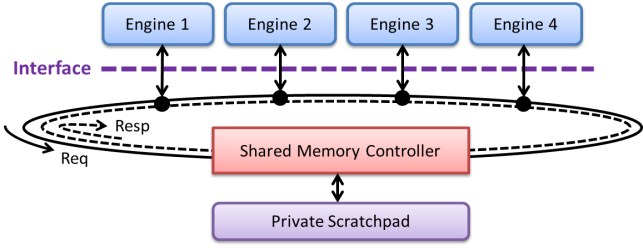 Engine 1
Engine 2
Engine 3
Engine 4
Interface
Resp
Req
Shared Memory Controller
Private Scratchpad